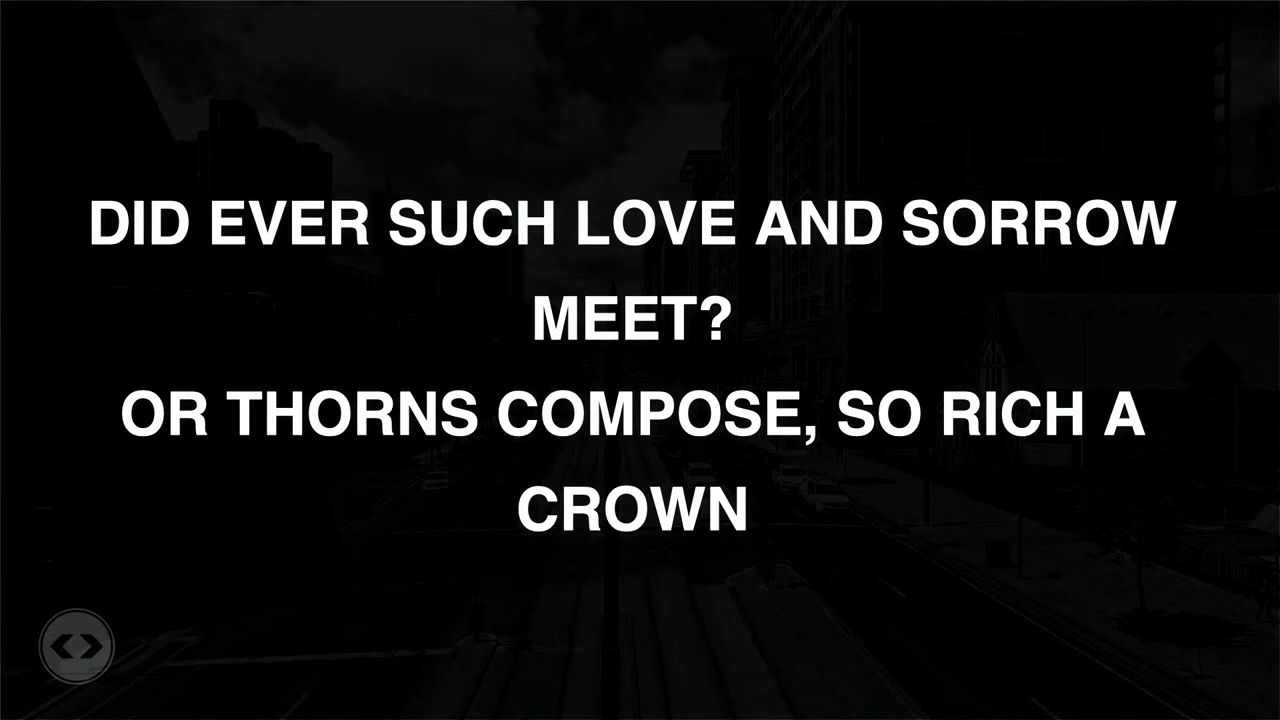 DID EVER SUCH LOVE AND SORROW
MEET?
OR THORNS COMPOSE, SO RICH A
CROWN